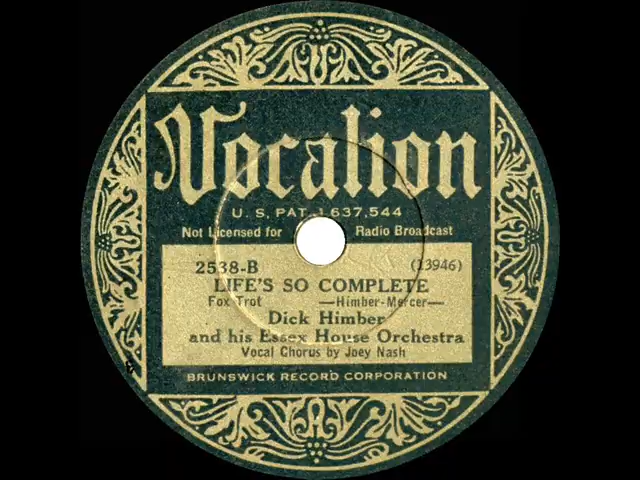 Vocalion
U. S. PAT. 1,637,544
Not Licensed for Radio Broadcast
2538-B (13946)
LIFE'S SO COMPLETE
Fox Trot —Himber-Mercer—
Dick Himber
and his Essex House Orchestra
Vocal Chorus by Joey Nash
BRUNSWICK RECORD CORPORATION